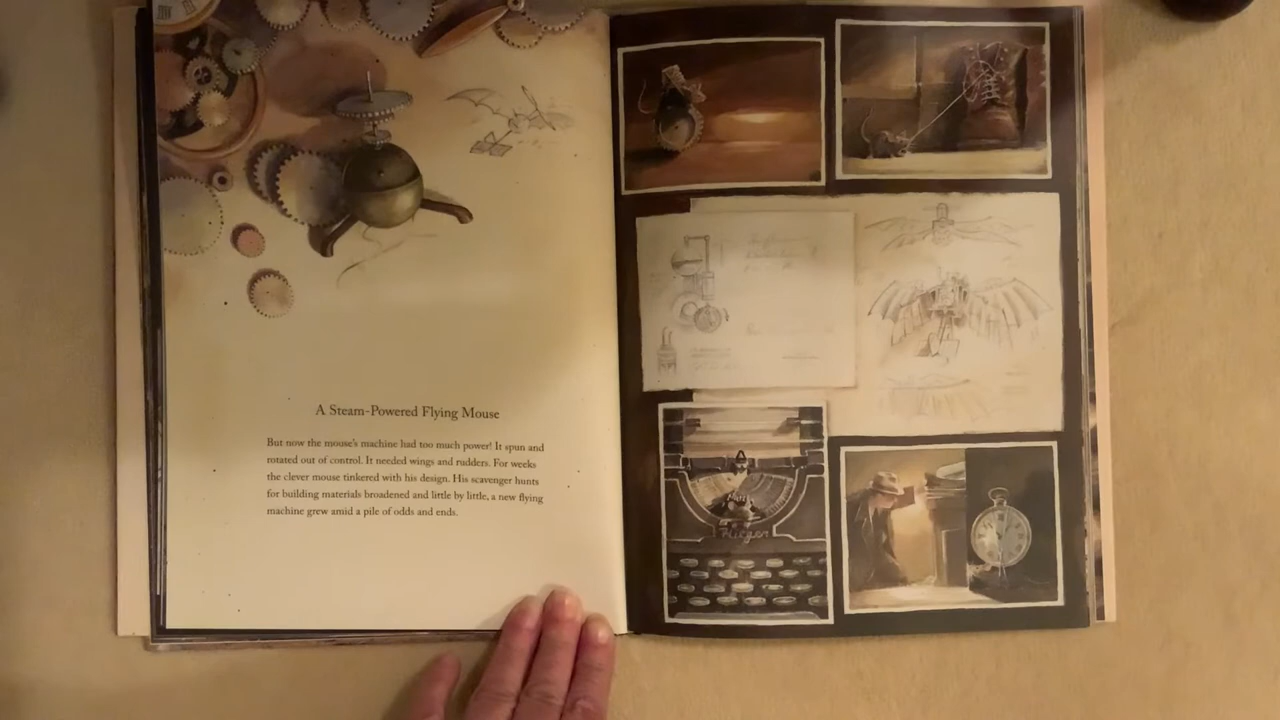 A Steam-Powered Flying Mouse
But now the mouse's machine had too much power! It spun and
rotated out of control. It needed wings and rudders. For weeks
the clever mouse tinkered with his design. His scavenger hunts
for building materials broadened and little by little, a new flying
machine grew amid a pile of odds and ends.